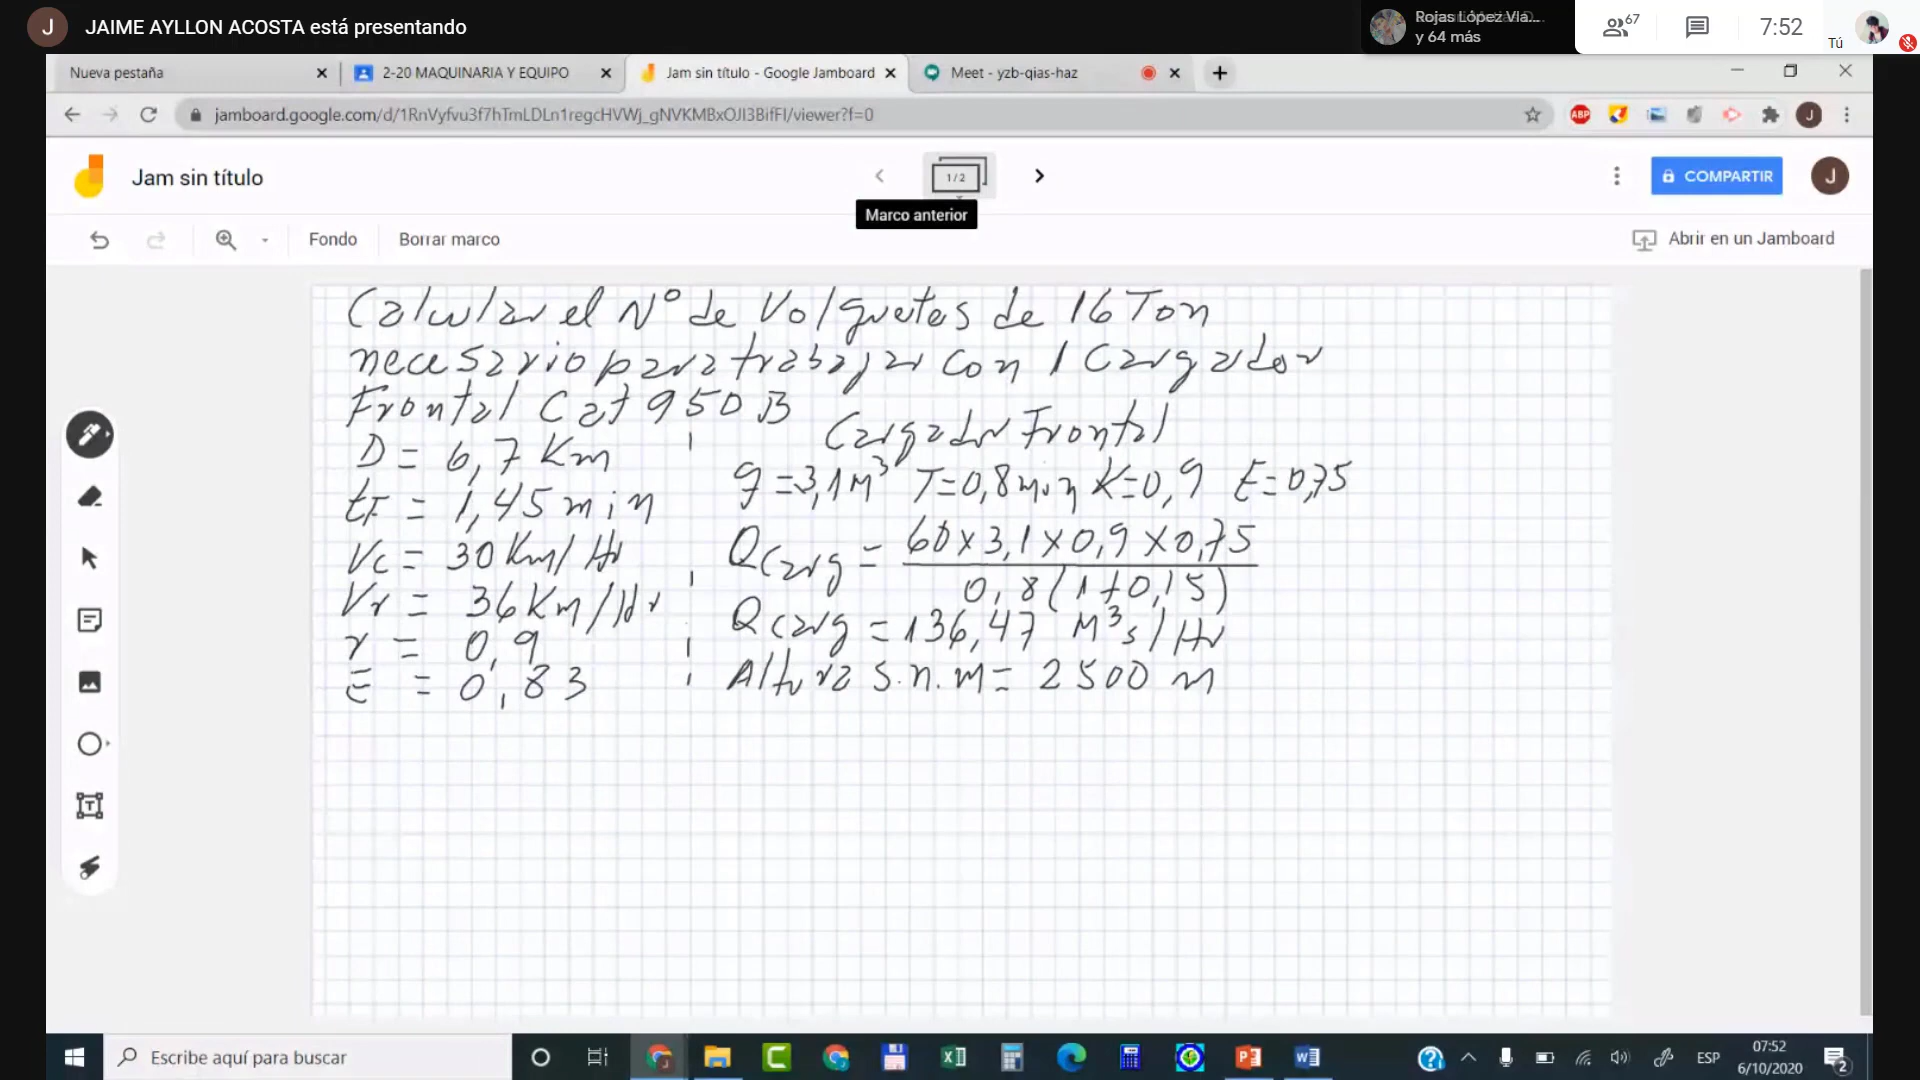 J JAIME AYLLON ACOSTA está presentando
y 64 más
67
7:52
Tú
Nueva pestaña
2-20 MAQUINARIA Y EQUIPO
Jam sin título - Google Jamboard
Meet - yzb-qias-haz
jamboard.google.com/d/1RnVyfvu3f7hTmLDLn1regcHVWj_gNVKMBxOJI3BifFI/viewer?f=0
ABP
J
Jam sin título
1/2
COMPARTIR
J
Marco anterior
Fondo
Borrar marco
Abrir en un Jamboard
Calcular el N° de Volquetes de 16 Ton
necesario para trabajar con 1 Cargador
Frontal Cat 950 B
Cargador Frontal
D = 6,7 Km
q = 3,1 M³ T=0,8 min K=0,9 E=0,75
tF = 1,45 min
Vc = 30 Km/Hr
Qcarg = 60 x 3,1 x 0,9 x 0,75
0,8 (1+0,15)
Vr = 36 Km/Hr
Qcarg = 136,47 M³s/Hr
r = 0,9
E = 0,83
Altura s.n.m = 2500 m
Escribe aquí para buscar
ESP
07:52
6/10/2020
2